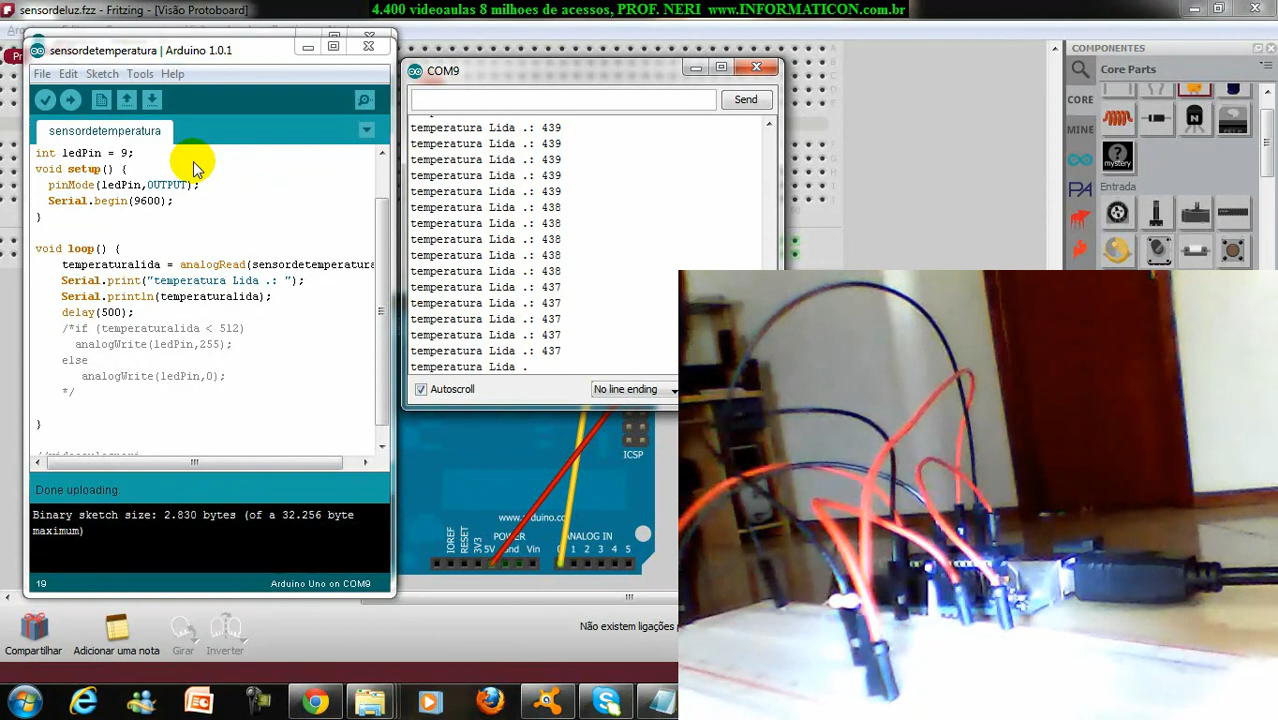 sensordeluz.fzz - Fritzing - [Visão Protoboard]
4.400 videoaulas 8 milhoes de acessos, PROF. NERI www.INFORMATICON.com.br
sensordetemperatura | Arduino 1.0.1
File Edit Sketch Tools Help
sensordetemperatura
int ledPin = 9;
void setup() {
pinMode(ledPin,OUTPUT);
Serial.begin(9600);
}
void loop() {
temperaturalida = analogRead(sensordetemperatura
Serial.print("temperatura Lida .: ");
Serial.println(temperaturalida);
delay(500);
/*if (temperaturalida < 512)
analogWrite(ledPin,255);
else
analogWrite(ledPin,0);
*/
}
Done uploading.
Binary sketch size: 2.830 bytes (of a 32.256 byte
maximum)
19
Arduino Uno on COM9
COM9
Send
temperatura Lida .: 439
temperatura Lida .: 439
temperatura Lida .: 439
temperatura Lida .: 439
temperatura Lida .: 439
temperatura Lida .: 438
temperatura Lida .: 438
temperatura Lida .: 438
temperatura Lida .: 438
temperatura Lida .: 438
temperatura Lida .: 437
temperatura Lida .: 437
temperatura Lida .: 437
temperatura Lida .: 437
temperatura Lida .: 437
temperatura Lida .
Autoscroll
No line ending
COMPONENTES
Core Parts
CORE
MINE
mystery
Entrada
PA
ICSP
www.arduino.cc
IOREF
RESET
3V3
5V
Gnd
Vin
POWER
ANALOG IN
0 1 2 3 4 5
Compartilhar
Adicionar uma nota
Girar
Inverter
Não existem ligações